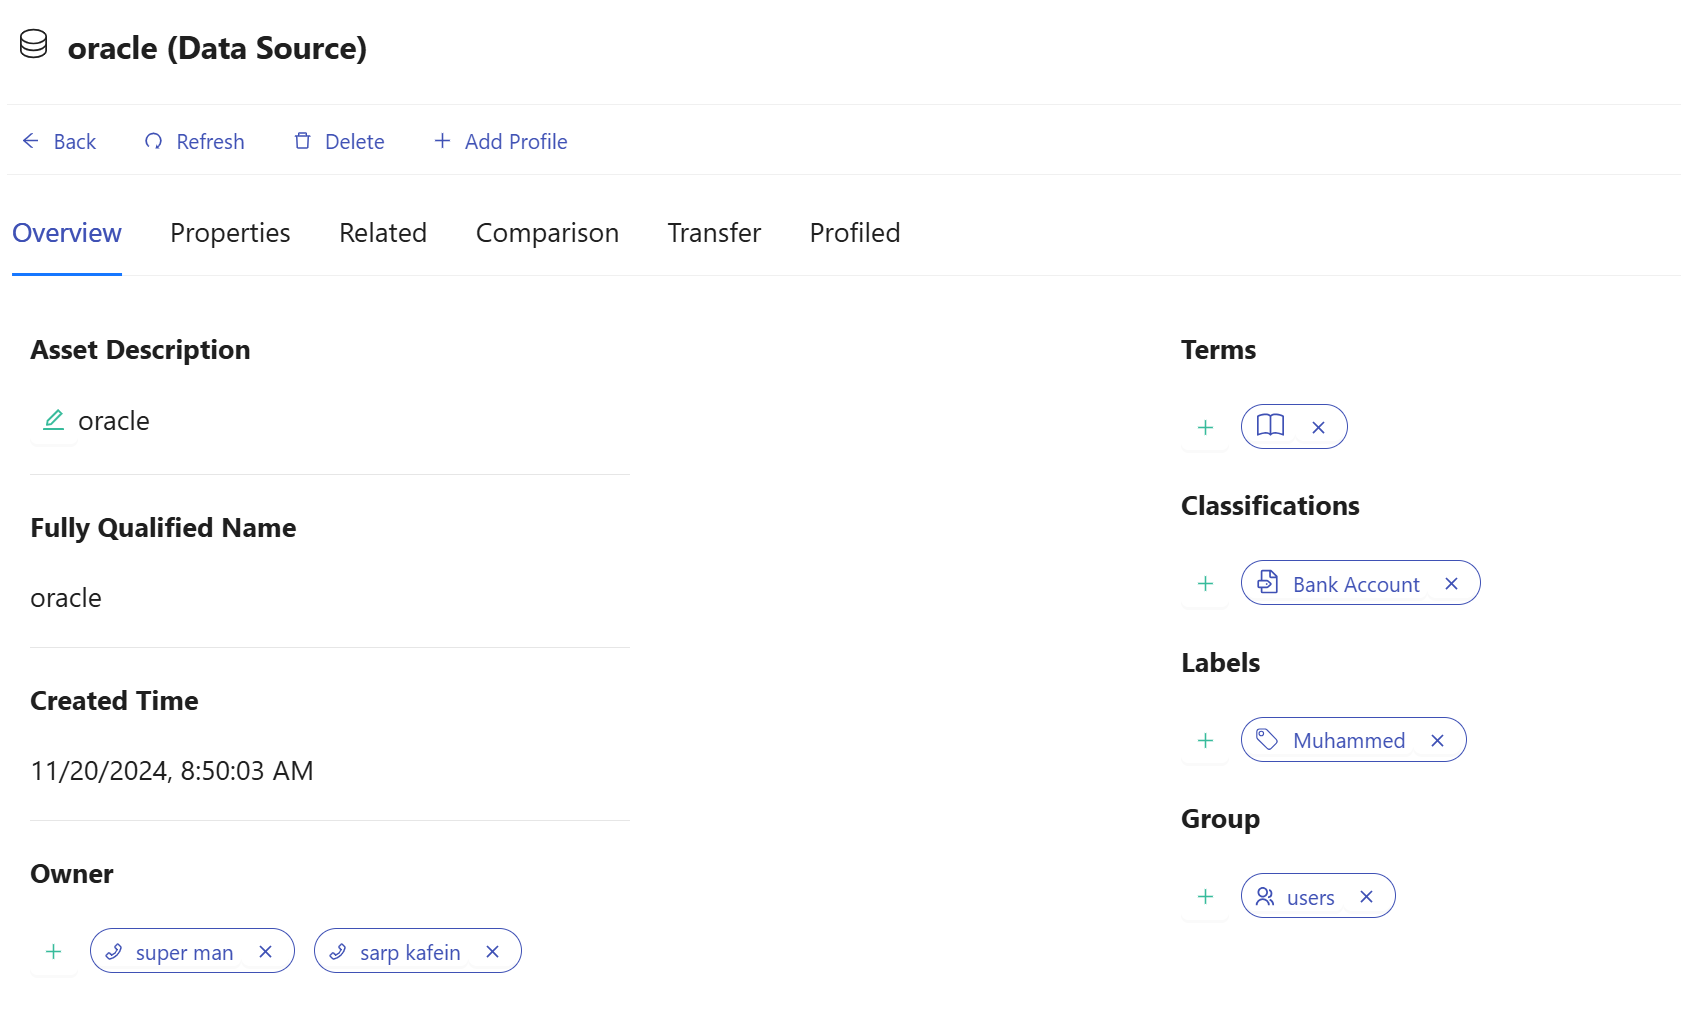 oracle (Data Source)
Back Refresh Delete Add Profile
Overview Properties Related Comparison Transfer Profiled
Asset Description
oracle
Fully Qualified Name
oracle
Created Time
11/20/2024, 8:50:03 AM
Owner
super man sarp kafein
Terms
Classifications
Bank Account
Labels
Muhammed
Group
users